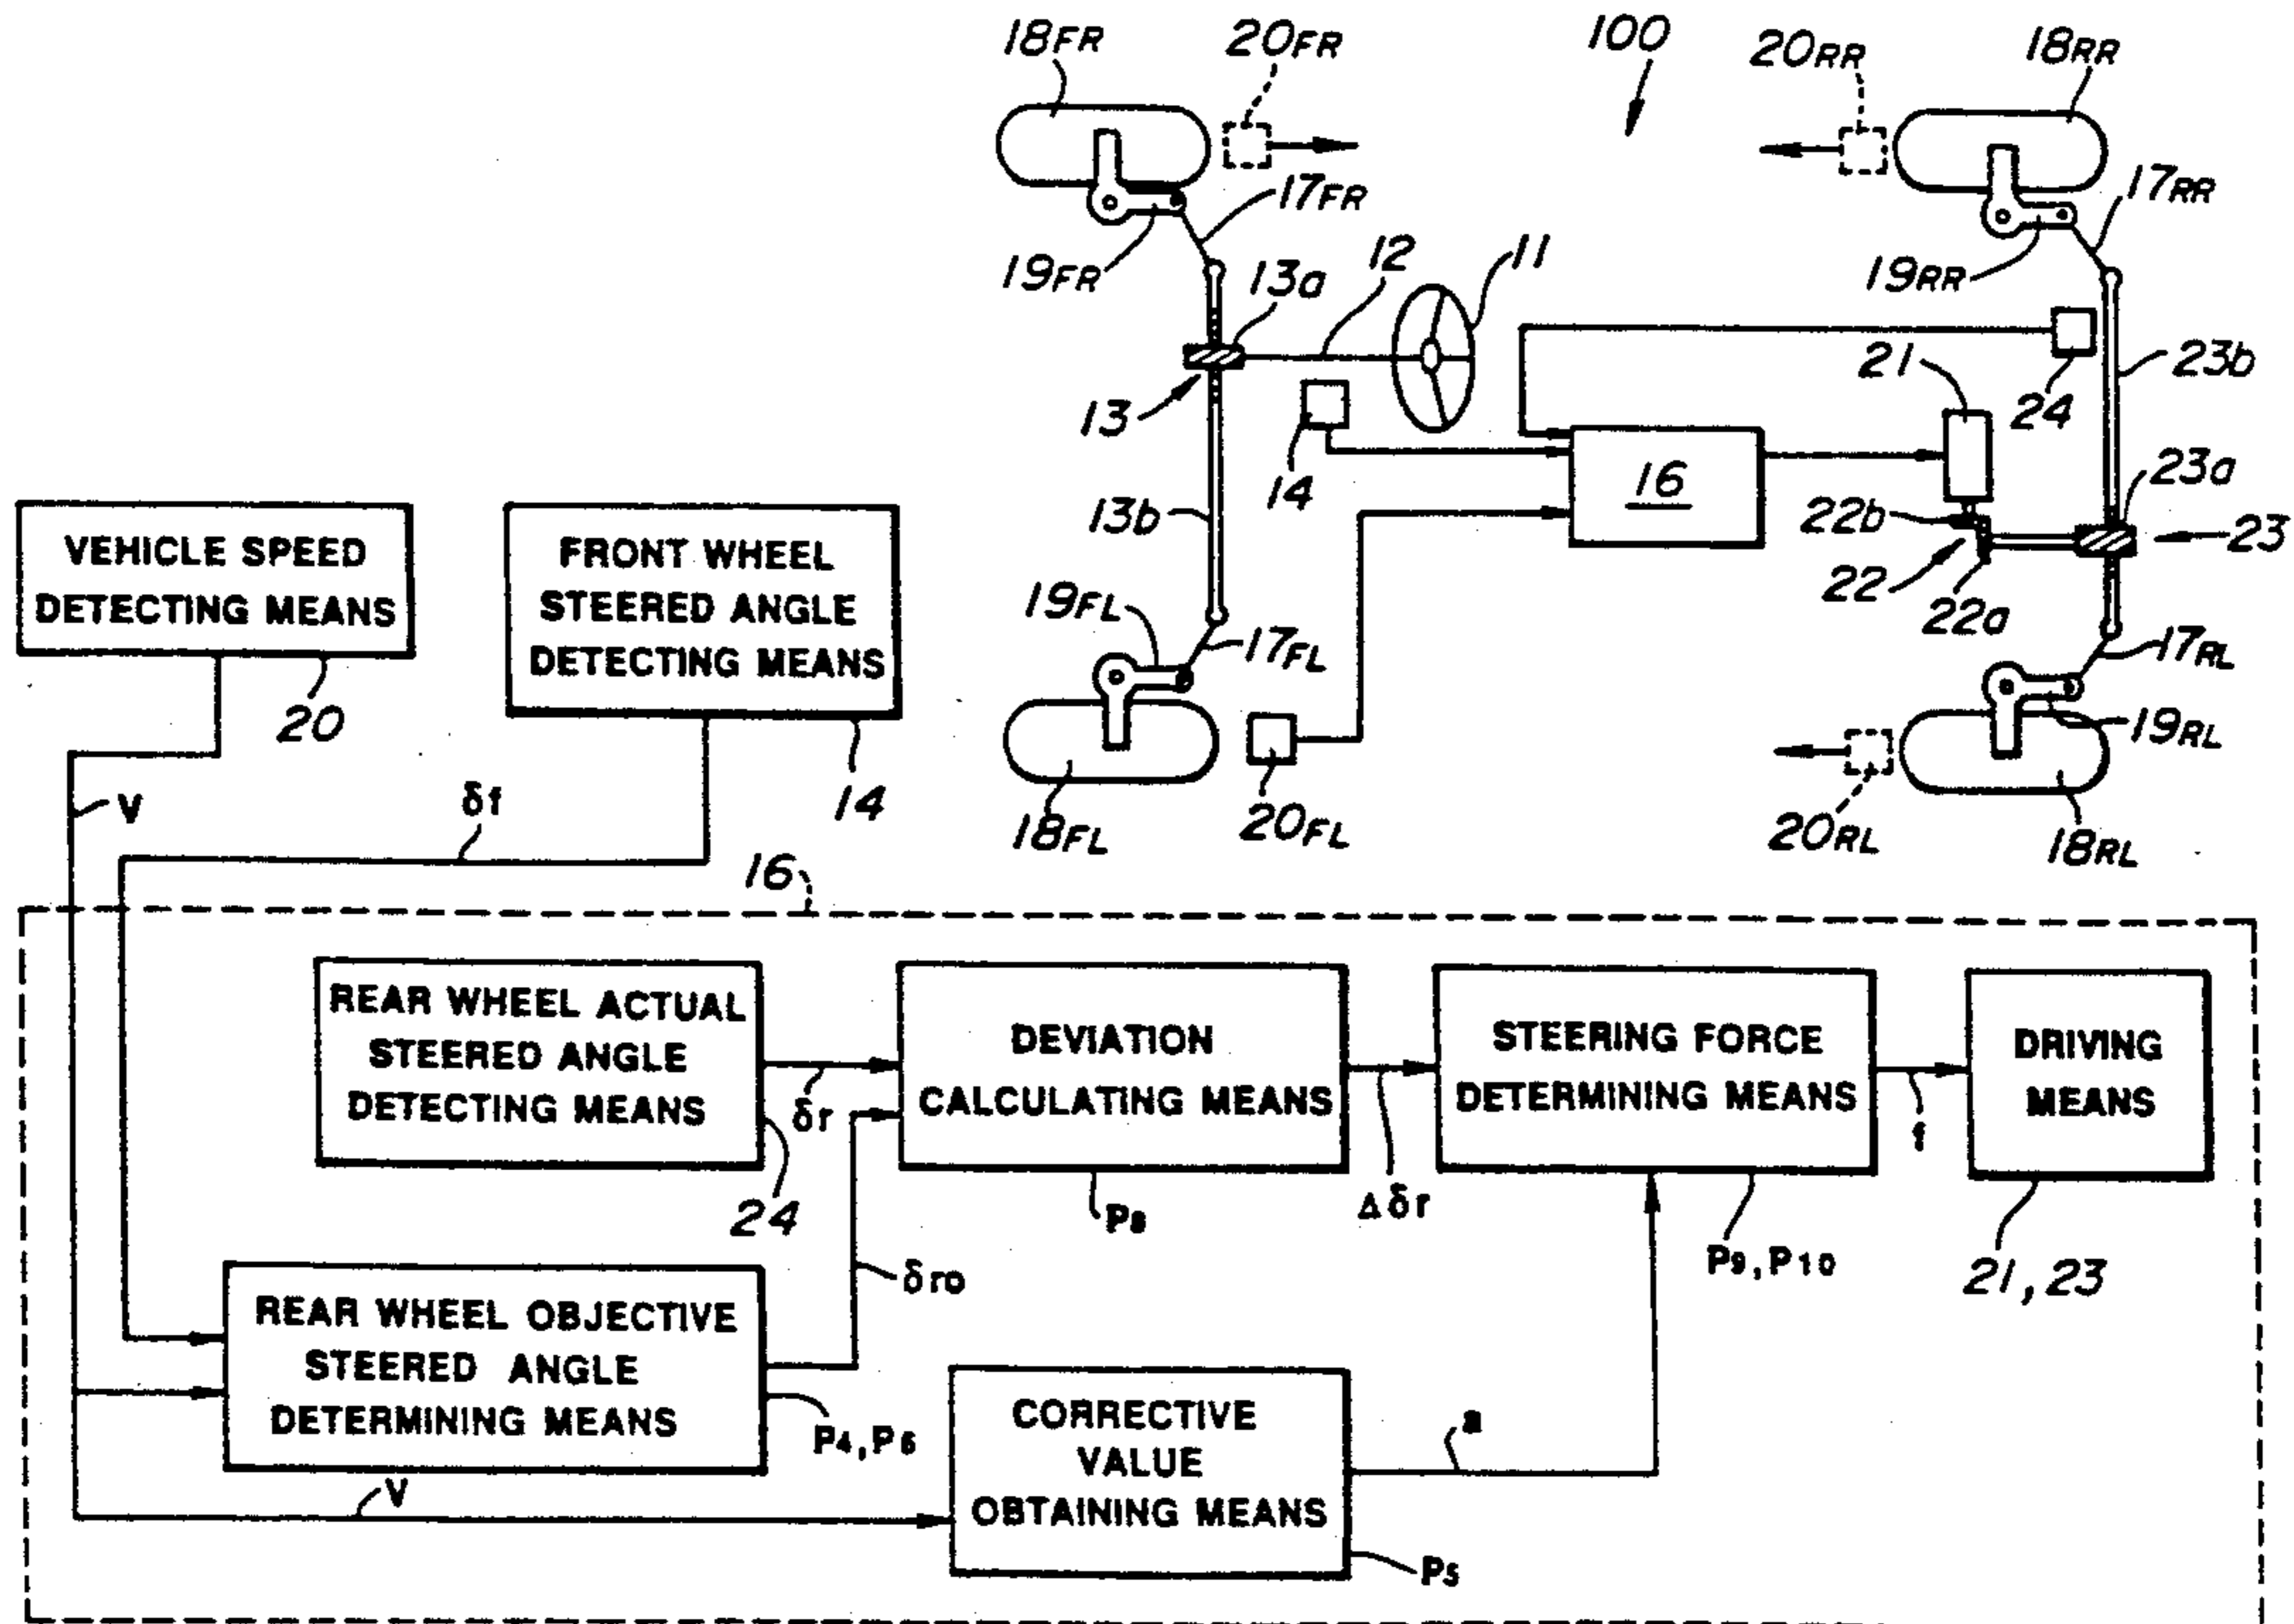 18FR
20FR
100
20RR
18RR
17FR
17RR
19FR
13a
12
11
19RR
21
24
23b
13
14
16
23a
13b
22b
23
22
22a
19FL
17FL
17RL
19RL
18FL
20FL
20RL
18RL
VEHICLE SPEED
DETECTING MEANS
20
FRONT WHEEL
STEERED ANGLE
DETECTING MEANS
14
V
δf
16
REAR WHEEL ACTUAL
STEERED ANGLE
DETECTING MEANS
24
δr
DEVIATION
CALCULATING MEANS
P8
Δδr
STEERING FORCE
DETERMINING MEANS
P9, P10
f
DRIVING
MEANS
21, 23
δro
REAR WHEEL OBJECTIVE
STEERED ANGLE
DETERMINING MEANS
P4, P6
V
CORRECTIVE
VALUE
OBTAINING MEANS
P5
a